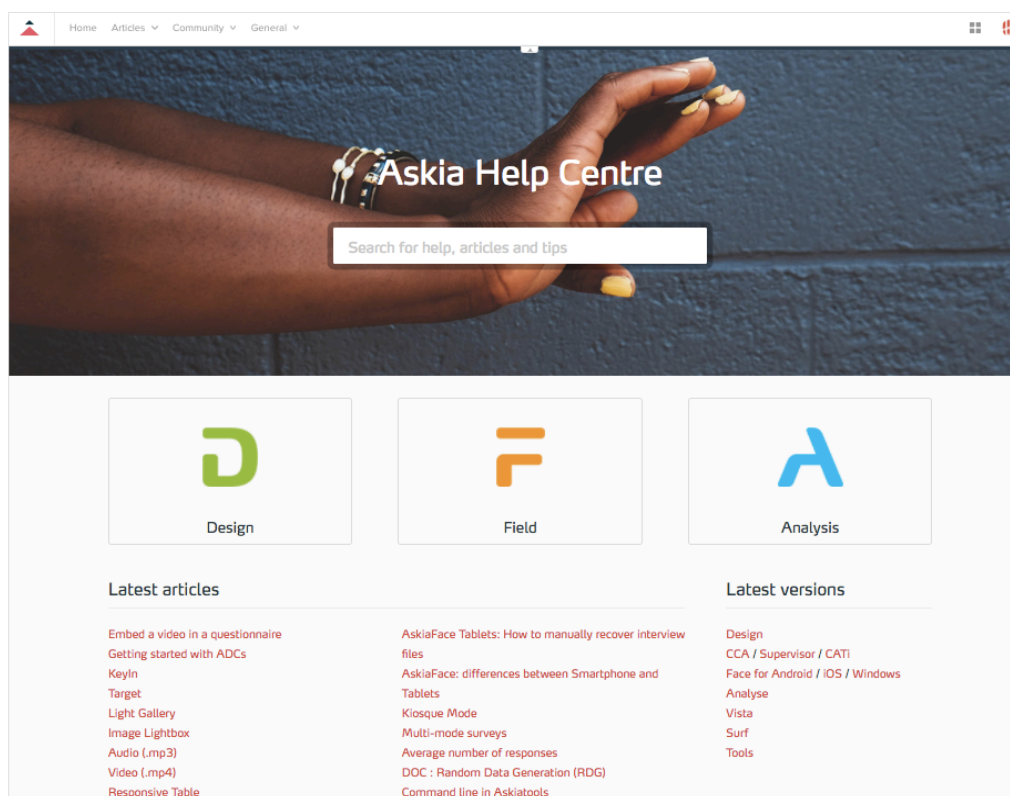 Home Articles Community General
Askia Help Centre
Search for help, articles and tips
D
F
A
Design
Field
Analysis
Latest articles
Embed a video in a questionnaire
Getting started with ADCs
KeyIn
Target
Light Gallery
Image Lightbox
Audio (.mp3)
Video (.mp4)
Responsive Table
AskiaFace Tablets: How to manually recover interview
files
AskiaFace: differences between Smartphone and
Tablets
Kiosque Mode
Multi-mode surveys
Average number of responses
DOC : Random Data Generation (RDG)
Command line in Askiatools
Latest versions
Design
CCA / Supervisor / CATi
Face for Android / iOS / Windows
Analyse
Vista
Surf
Tools